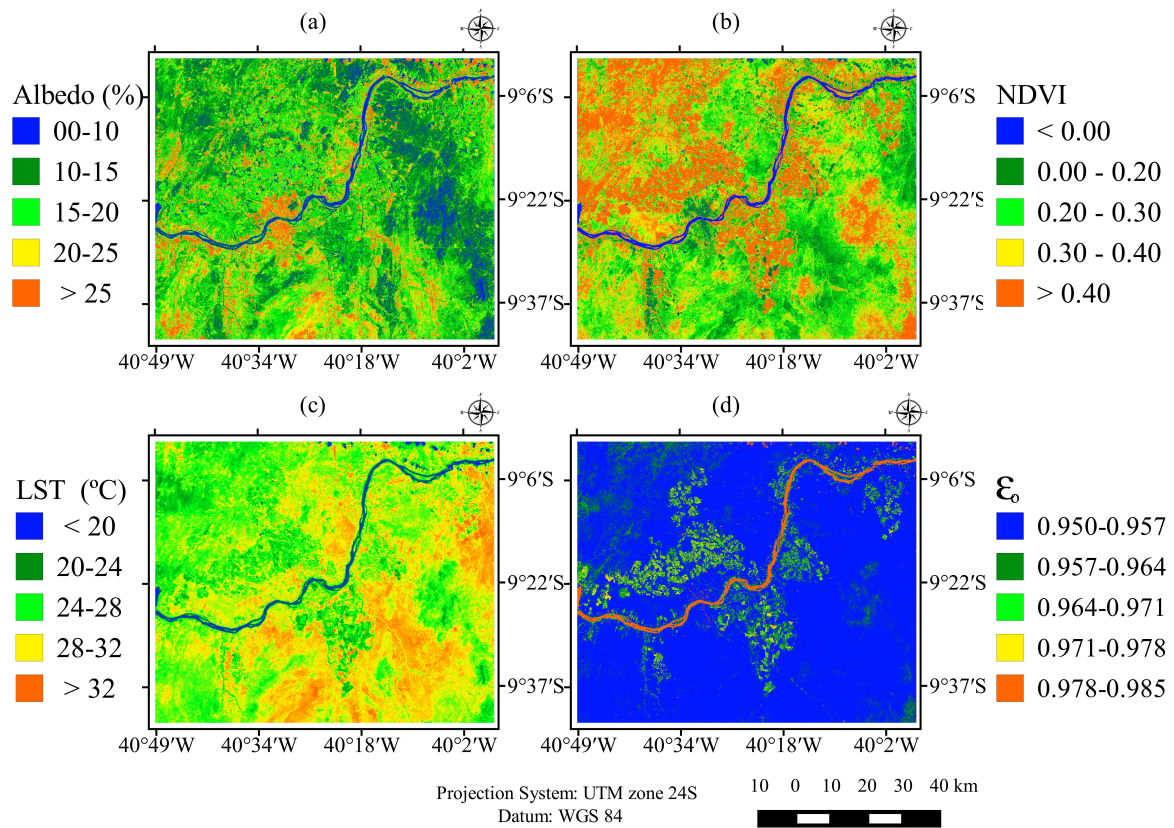 (a)
(b)
Albedo (%)
00-10
10-15
15-20
20-25
> 25
9°6'S
9°22'S
9°37'S
40°49'W 40°34'W 40°18'W 40°2'W
9°6'S
9°22'S
9°37'S
40°49'W 40°34'W 40°18'W 40°2'W
NDVI
< 0.00
0.00 - 0.20
0.20 - 0.30
0.30 - 0.40
> 0.40
(c)
(d)
LST (ºC)
< 20
20-24
24-28
28-32
> 32
9°6'S
9°22'S
9°37'S
40°49'W 40°34'W 40°18'W 40°2'W
9°6'S
9°22'S
9°37'S
40°49'W 40°34'W 40°18'W 40°2'W
ε₀
0.950-0.957
0.957-0.964
0.964-0.971
0.971-0.978
0.978-0.985
Projection System: UTM zone 24S
Datum: WGS 84
10 0 10 20 30 40 km